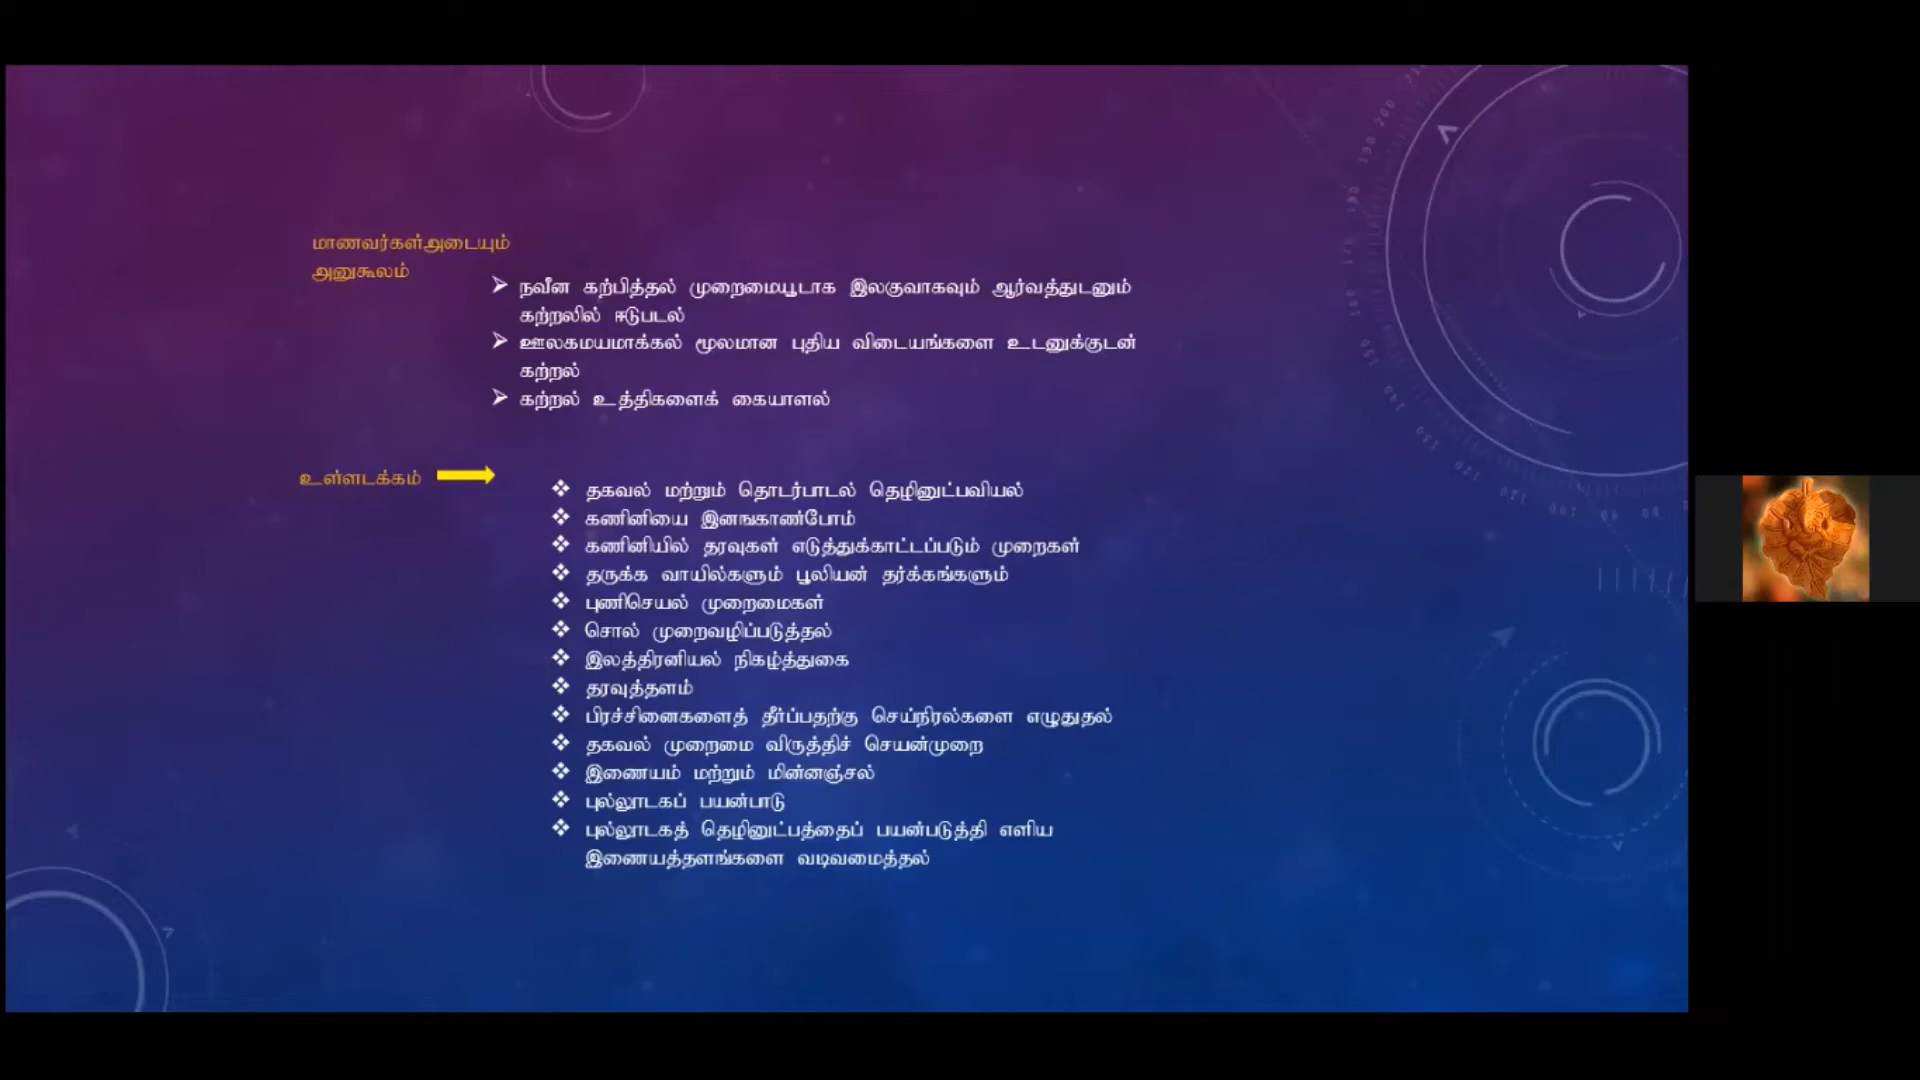 மாணவர்கள்அடையும்
அனுகூலம்
நவீன கற்பித்தல் முறைமையூடாக இலகுவாகவும் ஆர்வத்துடனும்
கற்றலில் ஈடுபடல்
ஊலகமயமாக்கல் மூலமான புதிய விடையங்களை உடனுக்குடன்
கற்றல்
கற்றல் உத்திகளைக் கையாளல்
உள்ளடக்கம்
தகவல் மற்றும் தொடர்பாடல் தெழினுட்பவியல்
கணினியை இனஙகாண்போம்
கணினியில் தரவுகள் எடுத்துக்காட்டப்படும் முறைகள்
தருக்க வாயில்களும் பூலியன் தர்க்கங்களும்
புணிசெயல் முறைமைகள்
சொல் முறைவழிப்படுத்தல்
இலத்திரனியல் நிகழ்த்துகை
தரவுத்தளம்
பிரச்சினைகளைத் தீர்ப்பதற்கு செய்நிரல்களை எழுதுதல்
தகவல் முறைமை விருத்திச் செயன்முறை
இணையம் மற்றும் மின்னஞ்சல்
புல்லூடகப் பயன்பாடு
புல்லூடகத் தெழினுட்பத்தைப் பயன்படுத்தி எளிய
இணையத்தளங்களை வடிவமைத்தல்